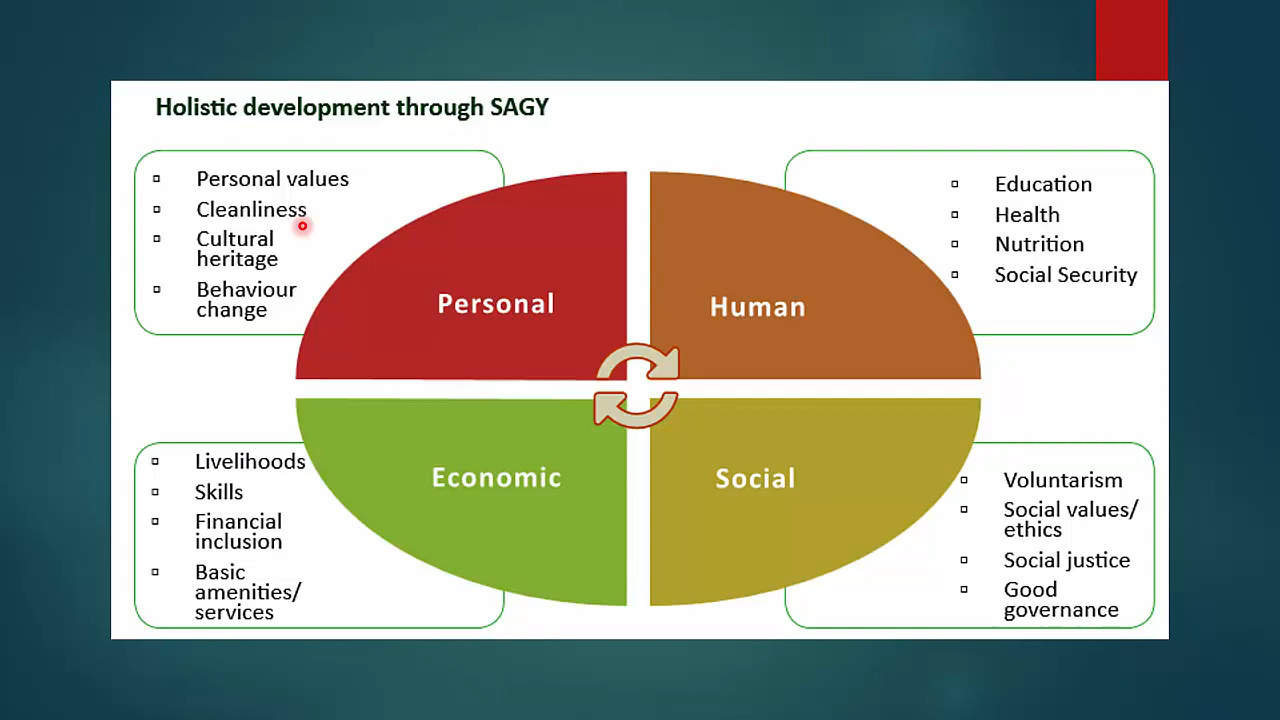 Holistic development through SAGY
Personal values
Cleanliness
Cultural
heritage
Behaviour
change
Personal
Human
Education
Health
Nutrition
Social Security
Livelihoods
Skills
Financial
inclusion
Basic
amenities/
services
Economic
Social
Voluntarism
Social values/
ethics
Social justice
Good
governance